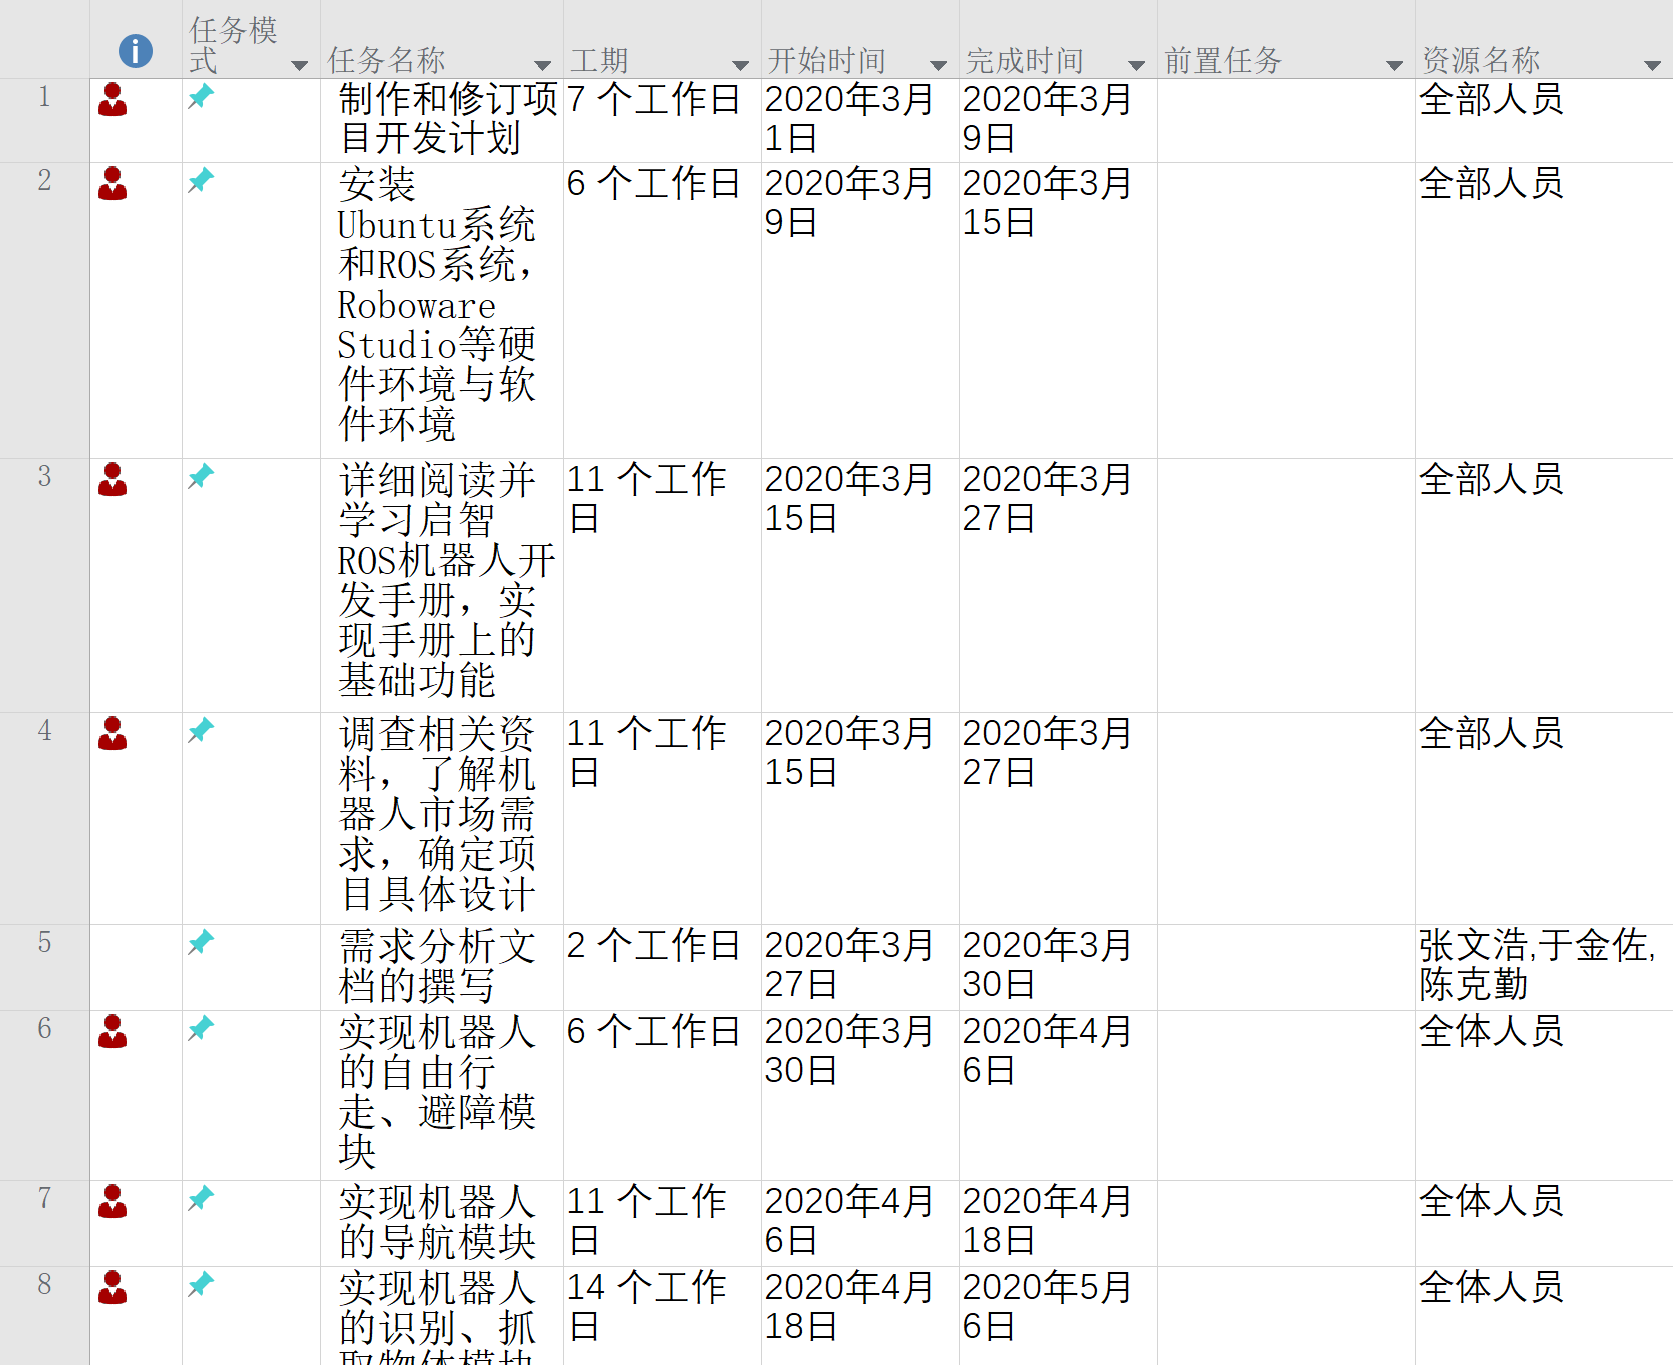 任务模式
任务名称
工期
开始时间
完成时间
前置任务
资源名称
1
制作和修订项
目开发计划
7 个工作日
2020年3月
1日
2020年3月
9日
全部人员
2
安装
Ubuntu系统
和ROS系统，
Roboware
Studio等硬
件环境与软
件环境
6 个工作日
2020年3月
9日
2020年3月
15日
全部人员
3
详细阅读并
学习启智
ROS机器人开
发手册，实
现手册上的
基础功能
11 个工作
日
2020年3月
15日
2020年3月
27日
全部人员
4
调查相关资
料，了解机
器人市场需
求，确定项
目具体设计
11 个工作
日
2020年3月
15日
2020年3月
27日
全部人员
5
需求分析文
档的撰写
2 个工作日
2020年3月
27日
2020年3月
30日
张文浩,于金佐,
陈克勤
6
实现机器人
的自由行
走、避障模
块
6 个工作日
2020年3月
30日
2020年4月
6日
全体人员
7
实现机器人
的导航模块
11 个工作
日
2020年4月
6日
2020年4月
18日
全体人员
8
实现机器人
的识别、抓
取物体模块
14 个工作
日
2020年4月
18日
2020年5月
6日
全体人员